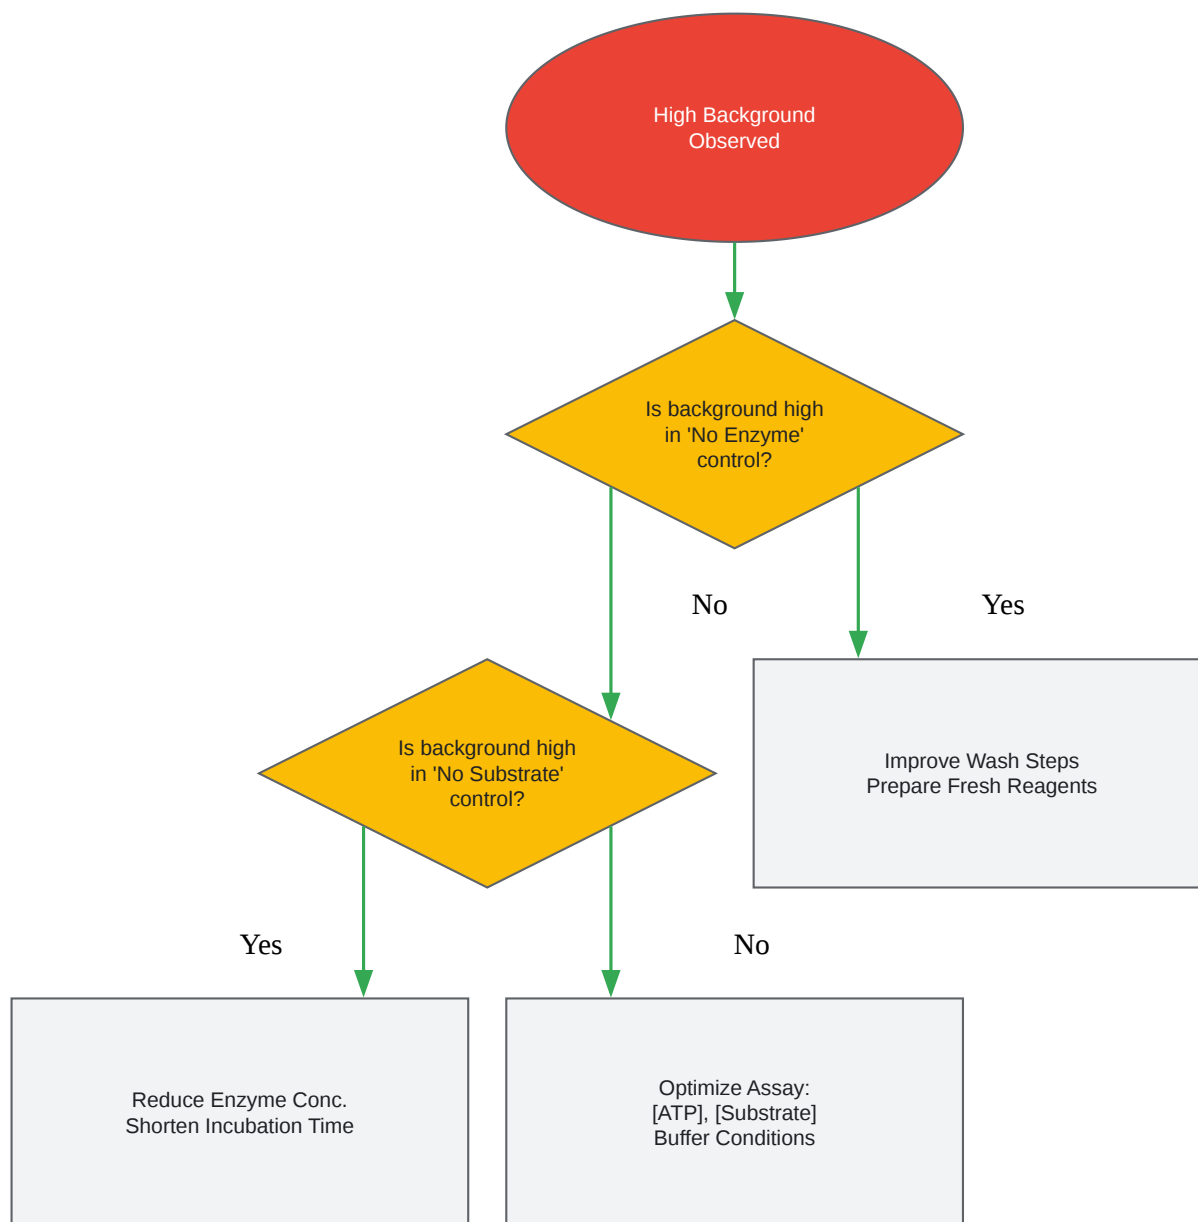 High Background
Observed
Is background high
in 'No Enzyme'
control?
No
Yes
Is background high
in 'No Substrate'
control?
Improve Wash Steps
Prepare Fresh Reagents
Yes
No
Reduce Enzyme Conc.
Shorten Incubation Time
Optimize Assay:
[ATP], [Substrate]
Buffer Conditions